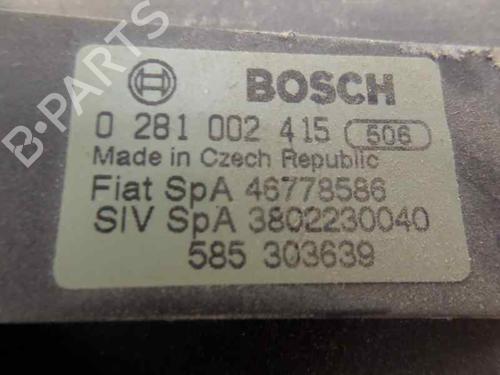 B-PARTS
BOSCH
0 281 002 415 506
Made in Czech Republic
Fiat SpA 46778586
SIV SpA 3802230040
585 303639